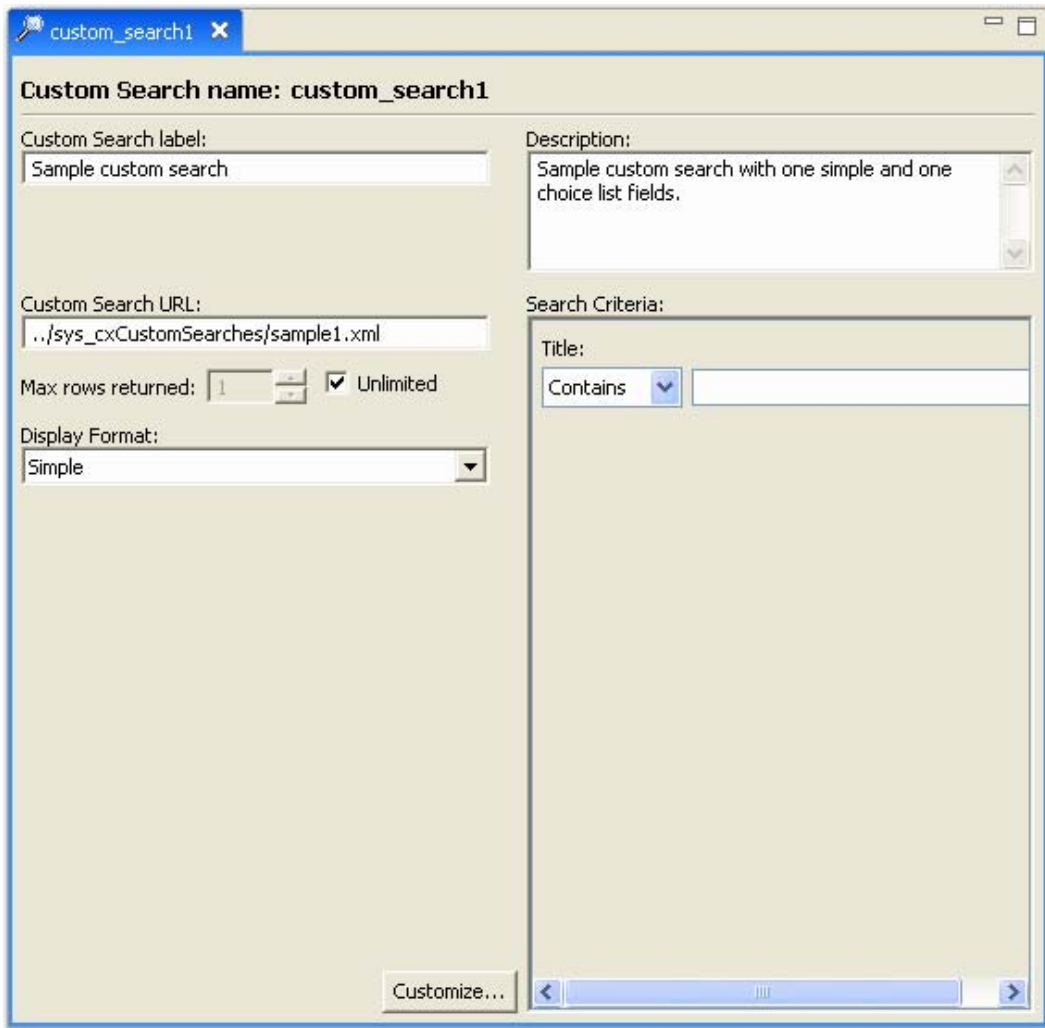 custom_search1
Custom Search name: custom_search1
Custom Search label:
Sample custom search
Description:
Sample custom search with one simple and one
choice list fields.
Custom Search URL:
../sys_cxCustomSearches/sample1.xml
Max rows returned: 1 Unlimited
Display Format:
Simple
Search Criteria:
Title:
Contains
Customize...